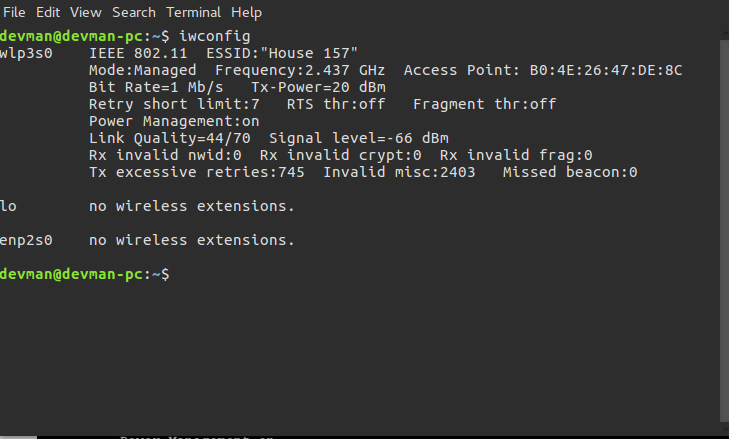 File Edit View Search Terminal Help
devman@devman-pc:~$ iwconfig
wlp3s0    IEEE 802.11  ESSID:"House 157"
          Mode:Managed  Frequency:2.437 GHz  Access Point: B0:4E:26:47:DE:8C
          Bit Rate=1 Mb/s   Tx-Power=20 dBm
          Retry short limit:7   RTS thr:off   Fragment thr:off
          Power Management:on
          Link Quality=44/70  Signal level=-66 dBm
          Rx invalid nwid:0  Rx invalid crypt:0  Rx invalid frag:0
          Tx excessive retries:745  Invalid misc:2403   Missed beacon:0
lo        no wireless extensions.
enp2s0    no wireless extensions.
devman@devman-pc:~$